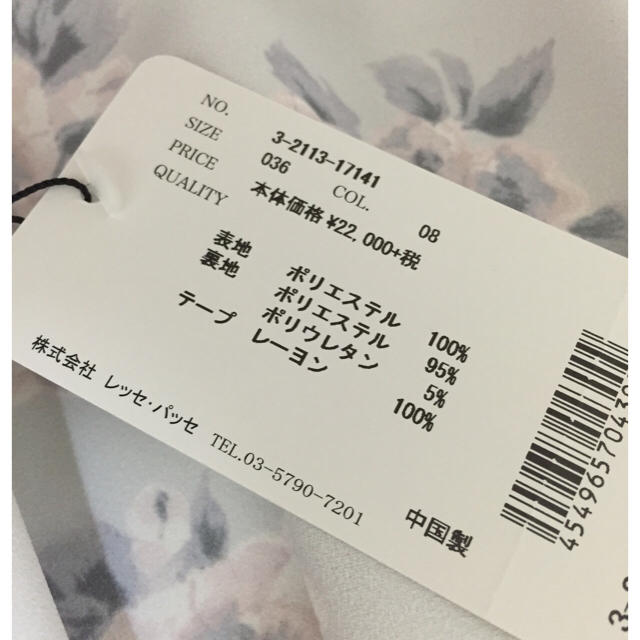 NO. 3-2113-17141
SIZE 036 COL. 08
PRICE 本体価格 ¥22,000+税
QUALITY
表地 ポリエステル 100%
裏地 ポリエステル 95%
ポリウレタン 5%
テープ レーヨン 100%
株式会社 レッセ・パッセ TEL.03-5790-7201
中国製
45496570439